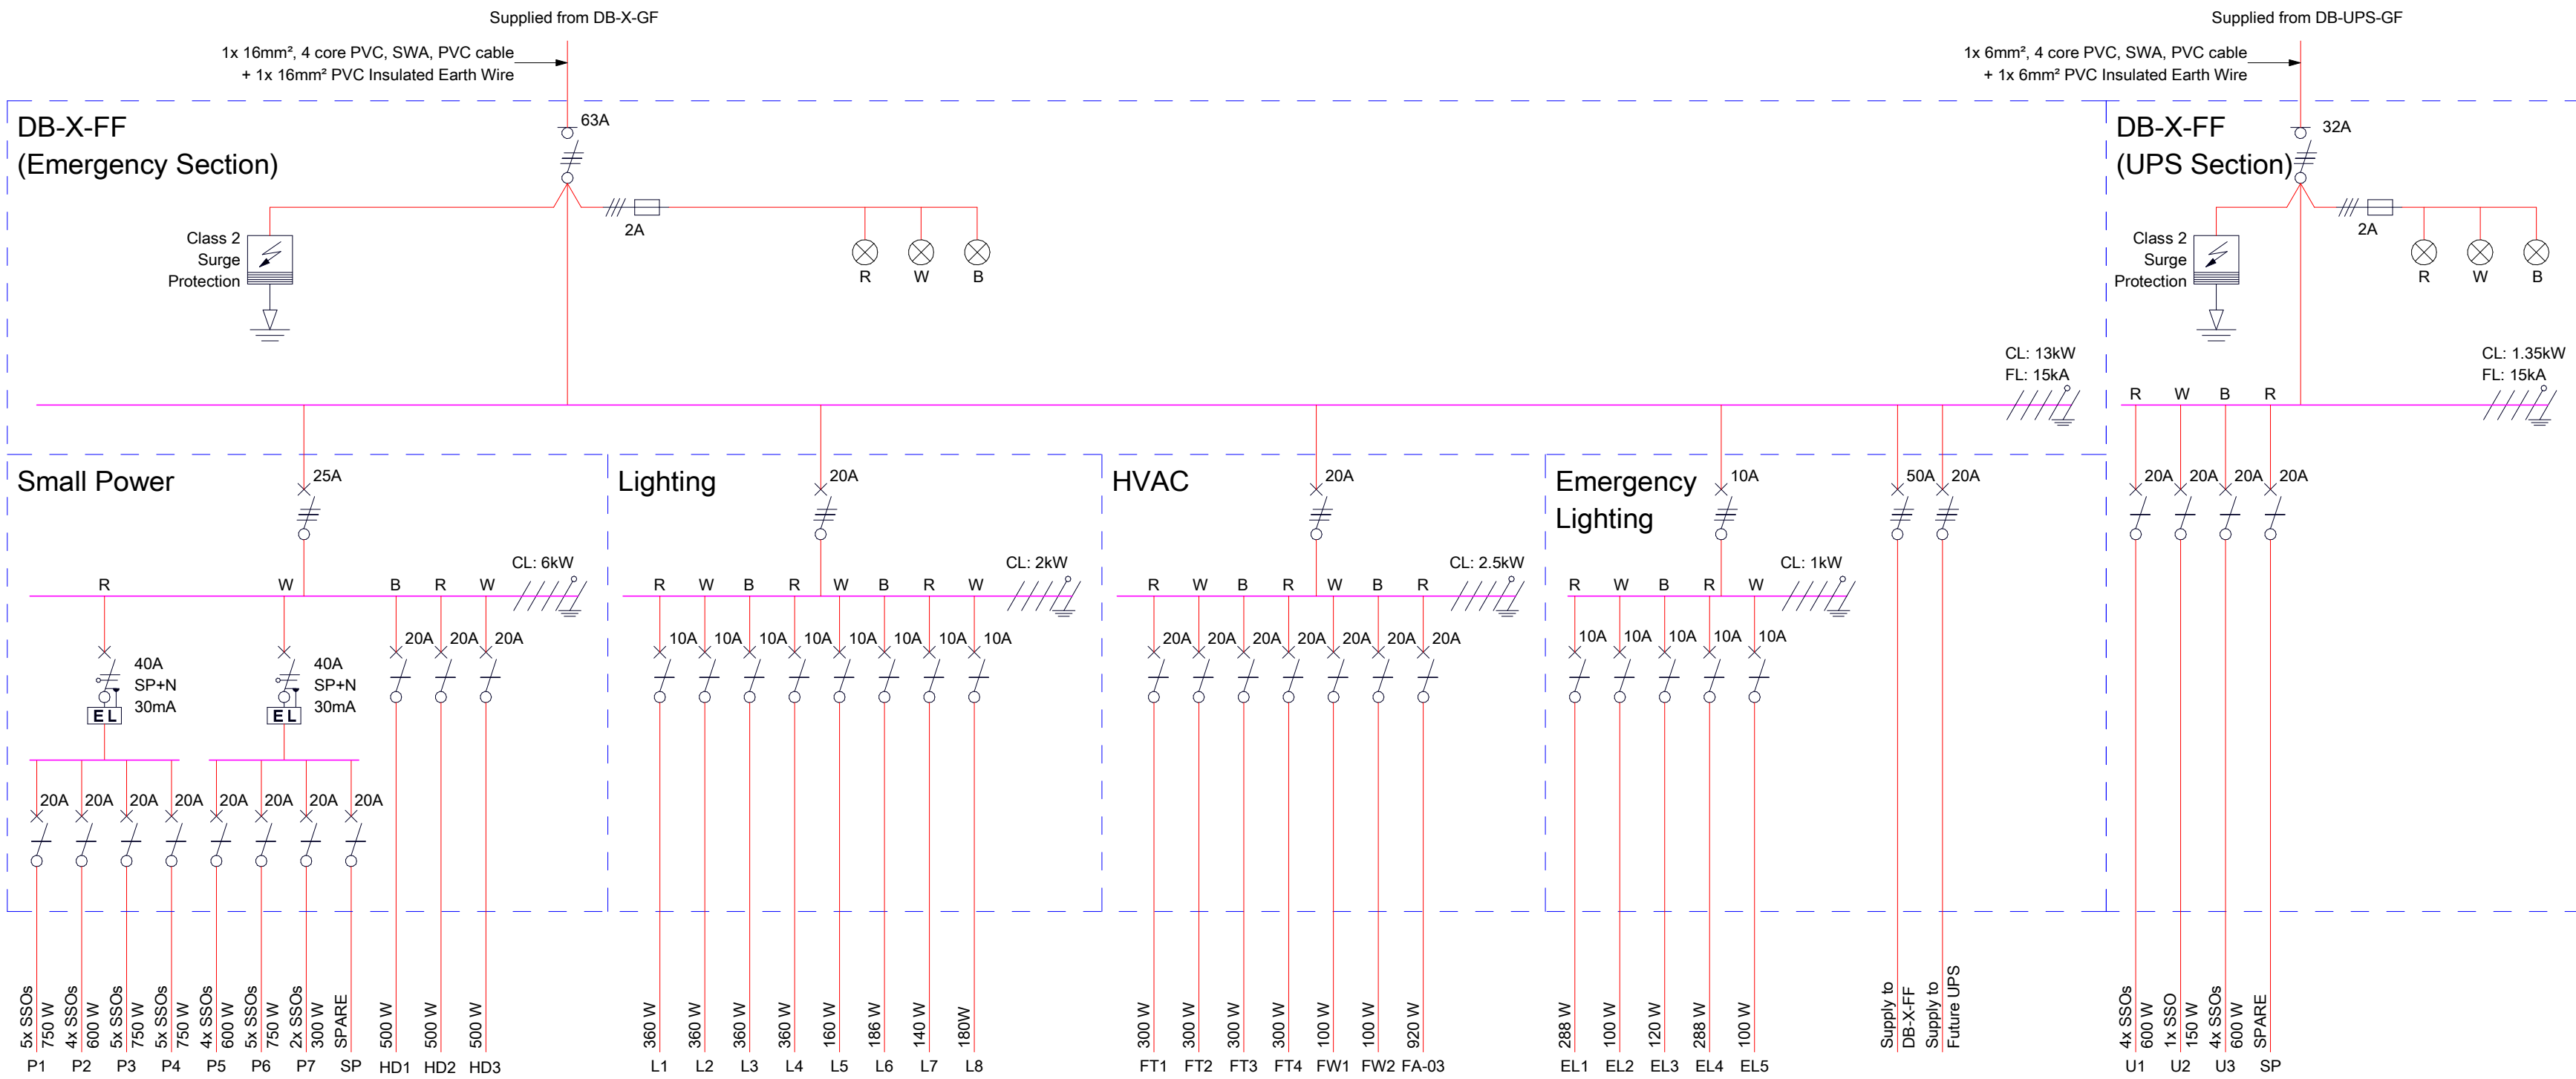 Supplied from DB-X-GF
1x 16mm², 4 core PVC, SWA, PVC cable
+ 1x 16mm² PVC Insulated Earth Wire
Supplied from DB-UPS-GF
1x 6mm², 4 core PVC, SWA, PVC cable
+ 1x 6mm² PVC Insulated Earth Wire
DB-X-FF
(Emergency Section)
63A
Class 2
Surge
Protection
2A
R W B
CL: 13kW
FL: 15kA
DB-X-FF
(UPS Section)
32A
Class 2
Surge
Protection
2A
R W B
CL: 1.35kW
FL: 15kA
R W B R
20A 20A 20A 20A
Small Power
25A
CL: 6kW
R W B R W
40A
SP+N
30mA
EL
40A
SP+N
30mA
EL
20A 20A 20A
20A 20A 20A 20A 20A 20A 20A 20A
Lighting
20A
CL: 2kW
R W B R W B R W
10A 10A 10A 10A 10A 10A 10A 10A
HVAC
20A
CL: 2.5kW
R W B R W B R
20A 20A 20A 20A 20A 20A 20A
Emergency
Lighting
10A
CL: 1kW
R W B R W
10A 10A 10A 10A 10A
50A 20A
5x SSOs
750 W
P1
4x SSOs
600 W
P2
5x SSOs
750 W
P3
5x SSOs
750 W
P4
4x SSOs
600 W
P5
5x SSOs
750 W
P6
2x SSOs
300 W
P7
SPARE
SP
500 W
HD1
500 W
HD2
500 W
HD3
360 W
L1
360 W
L2
360 W
L3
360 W
L4
160 W
L5
186 W
L6
140 W
L7
180W
L8
300 W
FT1
300 W
FT2
300 W
FT3
300 W
FT4
100 W
FW1
100 W
FW2
920 W
FA-03
288 W
EL1
100 W
EL2
120 W
EL3
288 W
EL4
100 W
EL5
Supply to
DB-X-FF
Supply to
Future UPS
4x SSOs
600 W
U1
1x SSO
150 W
U2
4x SSOs
600 W
U3
SPARE
SP